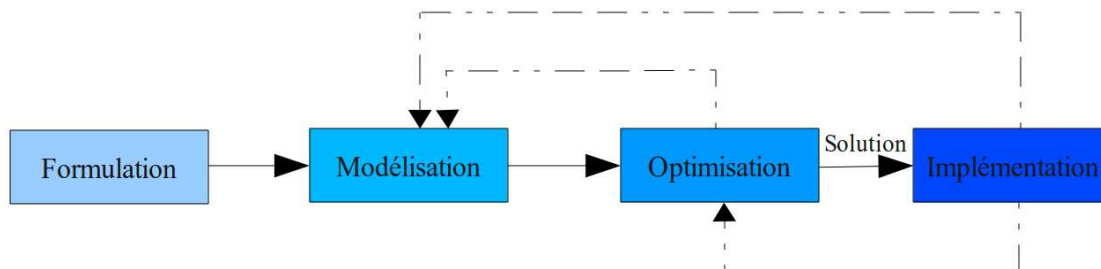 Formulation
Modélisation
Optimisation
Solution
Implémentation